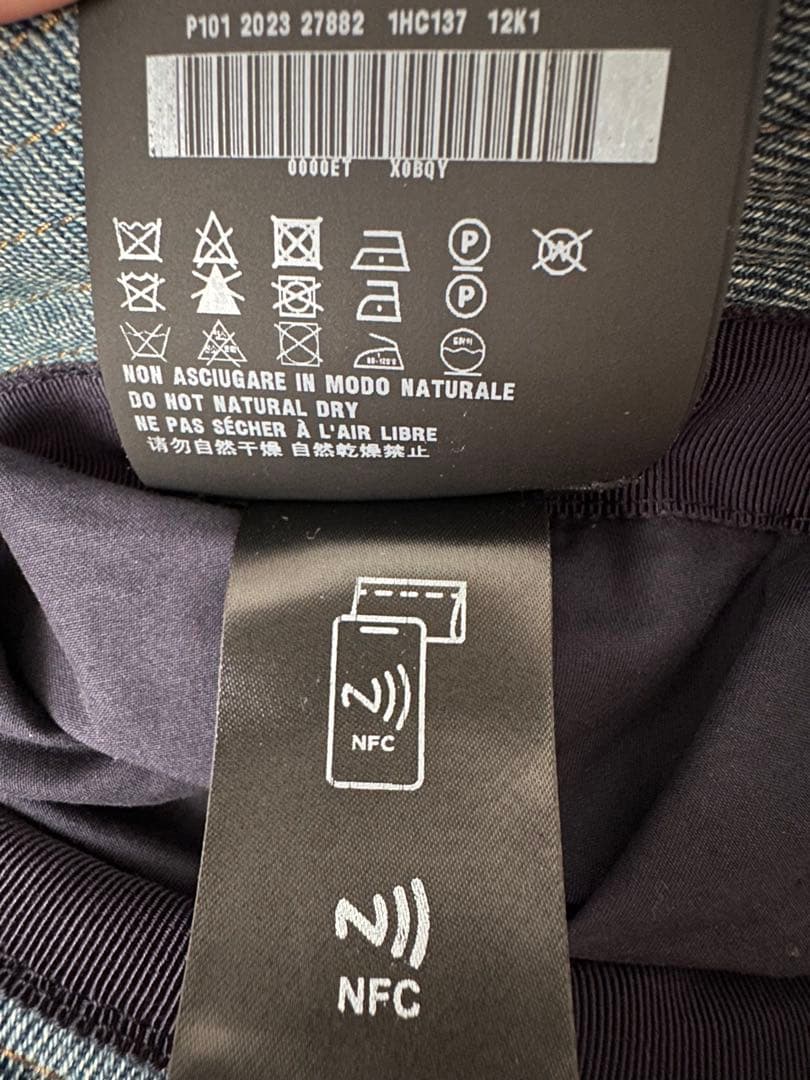 P101 2023 27882 1HC137 12K1
0000ET X0BQY
P W
P
NON ASCIUGARE IN MODO NATURALE
DO NOT NATURAL DRY
NE PAS SÉCHER À L'AIR LIBRE
请勿自然干燥 自然乾燥禁止
NFC
NFC